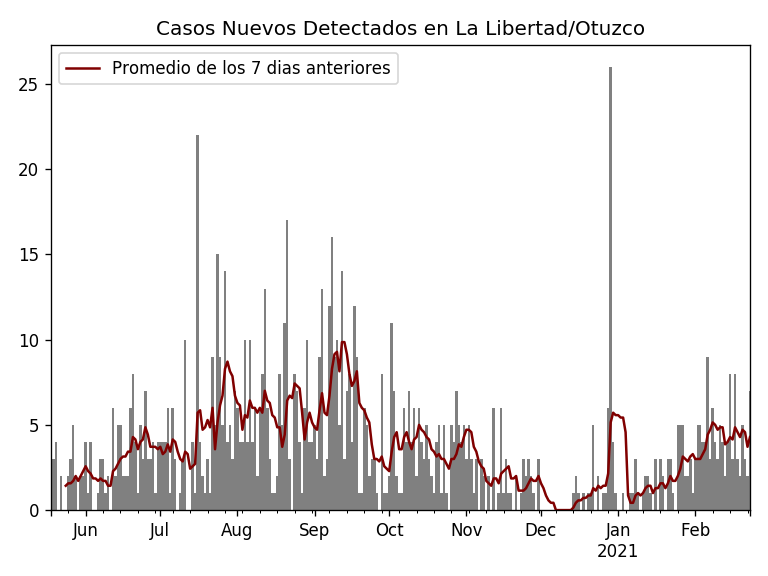 Casos Nuevos Detectados en La Libertad/Otuzco
Promedio de los 7 dias anteriores
25
20
15
10
5
0
Jun Jul Aug Sep Oct Nov Dec Jan Feb
2021